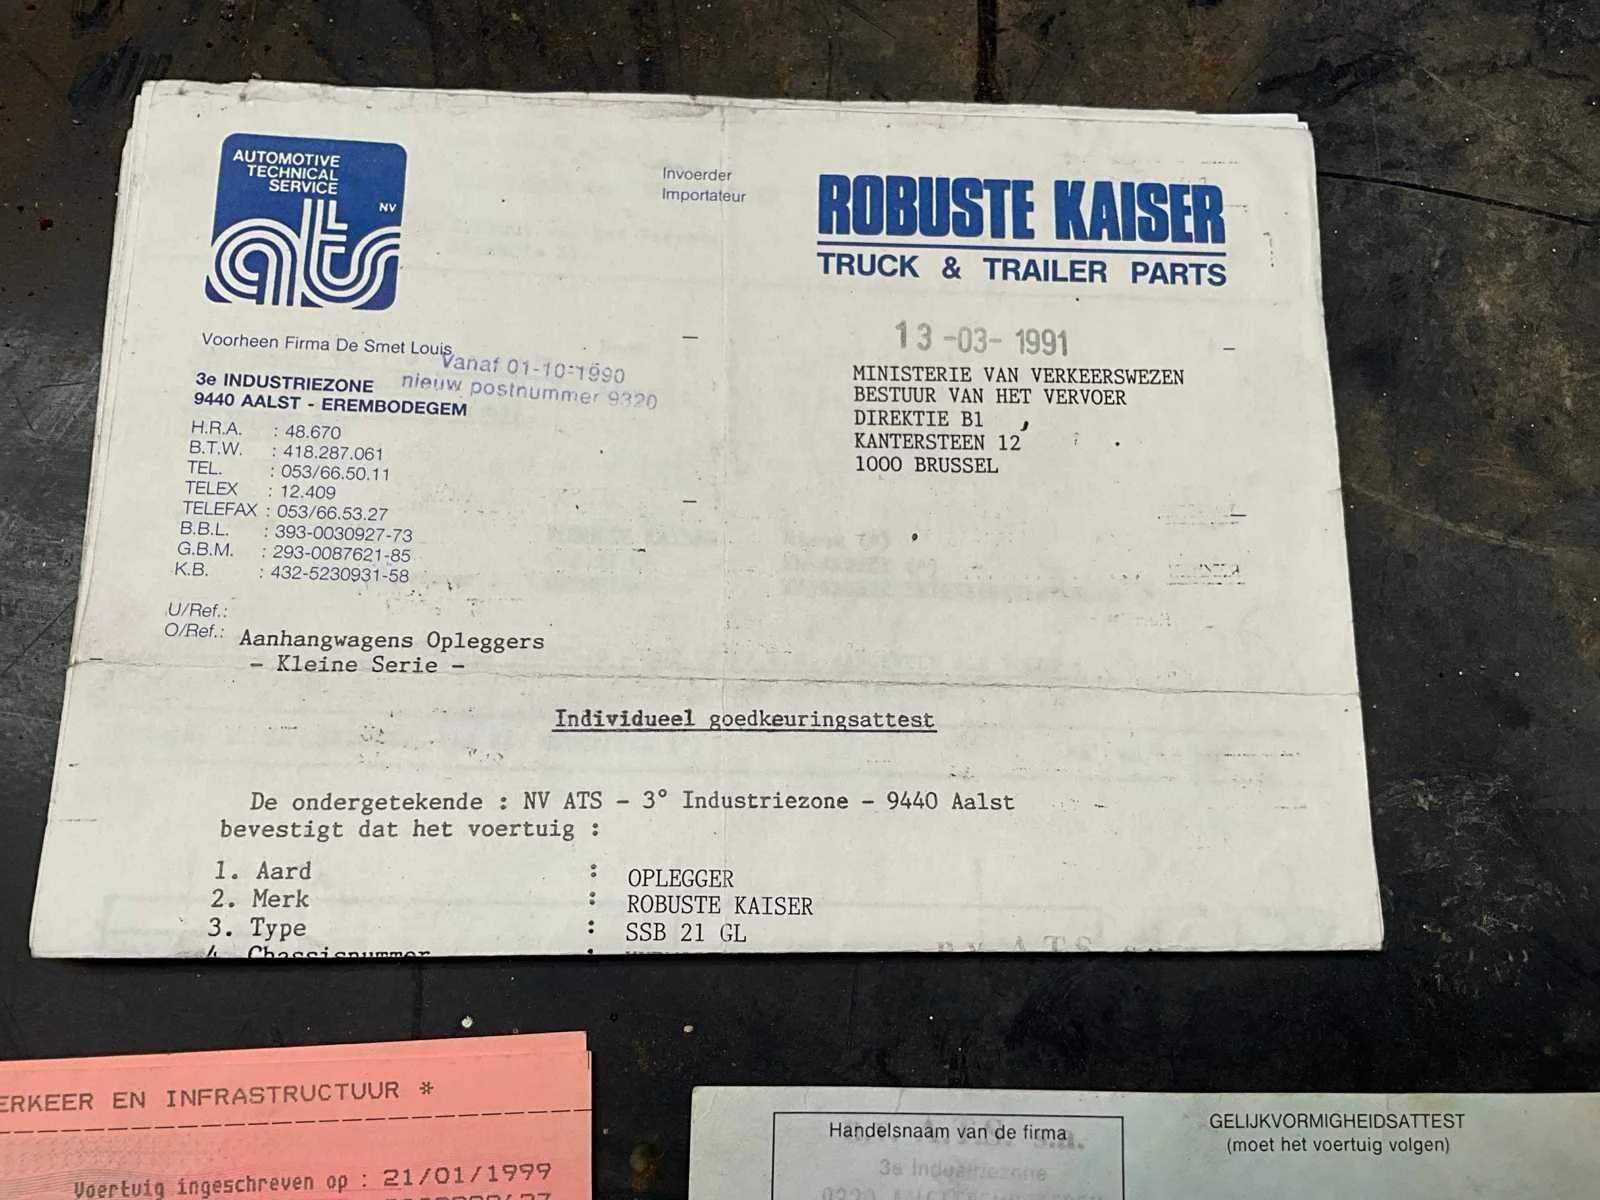 AUTOMOTIVE
TECHNICAL
SERVICE
NV
ats
Invoerder
Importateur
ROBUSTE KAISER
TRUCK & TRAILER PARTS
Voorheen Firma De Smet Louis
Vanaf 01-10-1990
nieuw postnummer 9320
3e INDUSTRIEZONE
9440 AALST - EREMBODEGEM
H.R.A. : 48.670
B.T.W. : 418.287.061
TEL. : 053/66.50.11
TELEX : 12.409
TELEFAX : 053/66.53.27
B.B.L. : 393-0030927-73
G.B.M. : 293-0087621-85
K.B. : 432-5230931-58
13-03-1991
MINISTERIE VAN VERKEERSWEZEN
BESTUUR VAN HET VERVOER
DIREKTIE B1
KANTERSTEEN 12
1000 BRUSSEL
U/Ref.:
O/Ref.: Aanhangwagens Opleggers
- Kleine Serie -
Individueel goedkeuringsattest
De ondergetekende : NV ATS - 3° Industriezone - 9440 Aalst
bevestigt dat het voertuig :
1. Aard : OPLEGGER
2. Merk : ROBUSTE KAISER
3. Type : SSB 21 GL
4. Chassisnummer :
ERKEER EN INFRASTRUCTUUR *
Voertuig ingeschreven op : 21/01/1999
Handelsnaam van de firma
3e Industriezone
GELIJKVORMIGHEIDSATTEST
(moet het voertuig volgen)